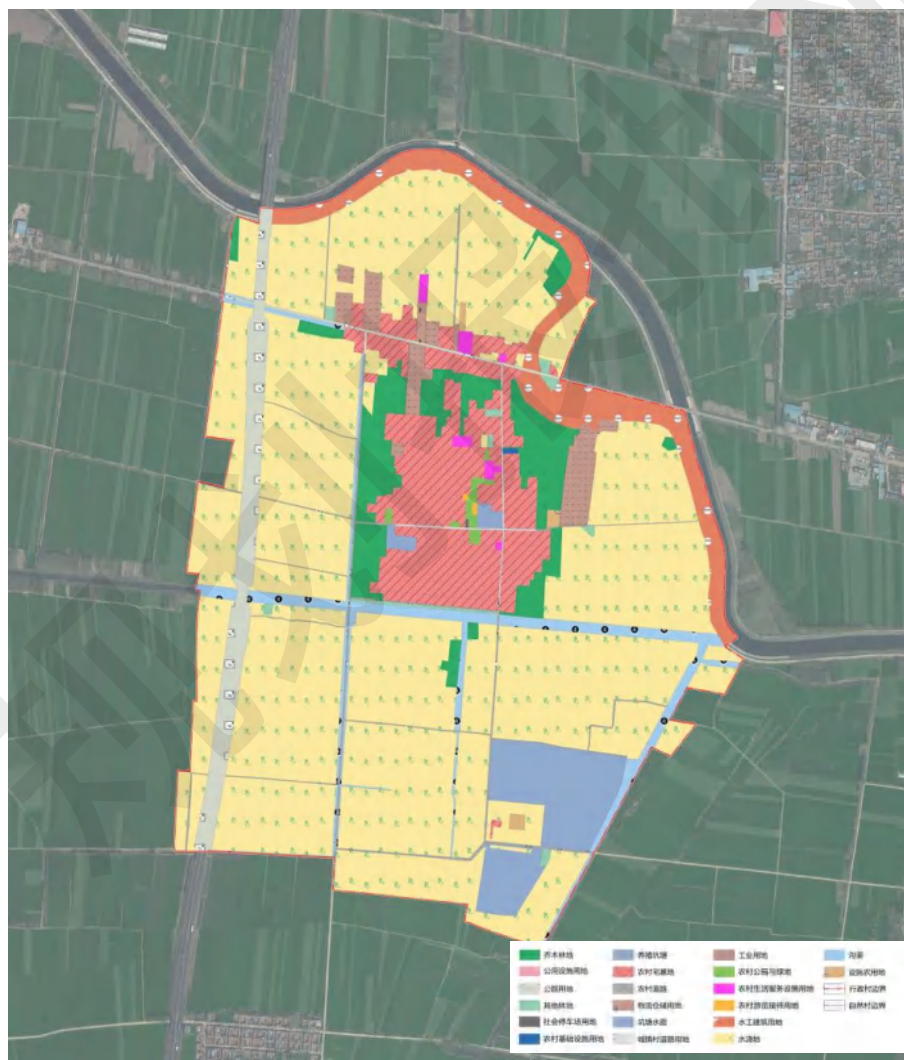 乔木林地 养殖坑塘 工业用地 沟渠
公用设施用地 农村宅基地 农村公园与绿地 设施农用地
公路用地 农村道路 农村生活服务设施用地 行政村边界
其他林地 物流仓储用地 农村旅游接待用地 自然村边界
社会停车场用地 坑塘水面 水工建筑用地
农村基础设施用地 城镇村道路用地 水浇地